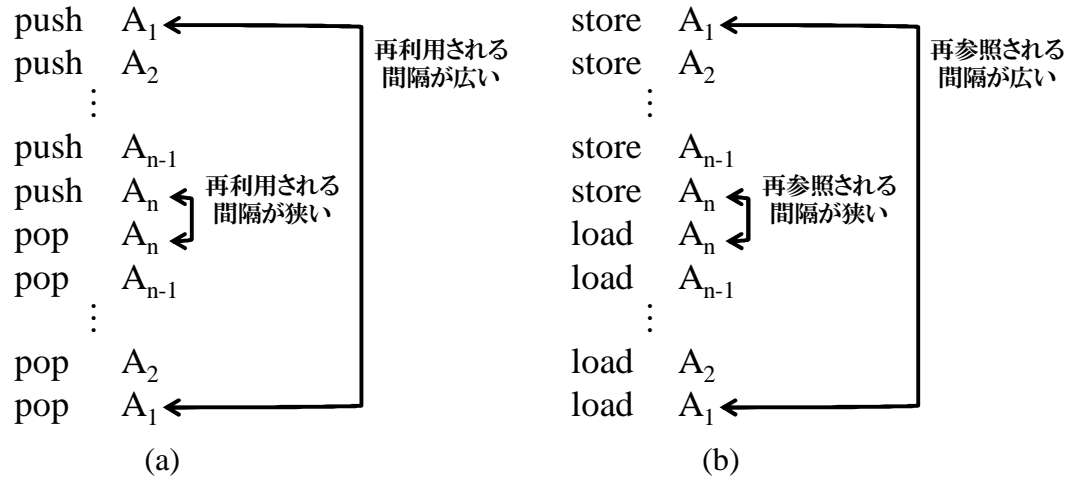 push A₁
再利用される
間隔が広い
push A₂
⋮
push Aₙ₋₁
push Aₙ
再利用される
間隔が狭い
pop Aₙ
pop Aₙ₋₁
⋮
pop A₂
pop A₁
(a)
store A₁
再参照される
間隔が広い
store A₂
⋮
store Aₙ₋₁
store Aₙ
再参照される
間隔が狭い
load Aₙ
load Aₙ₋₁
⋮
load A₂
load A₁
(b)